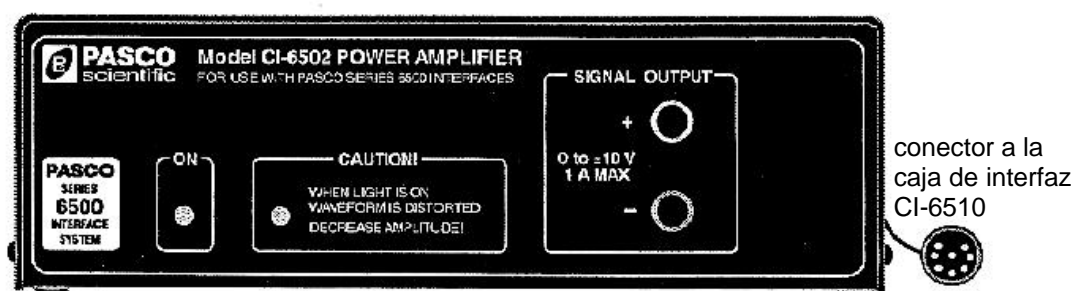 PASCO
scientific
Model CI-6502 POWER AMPLIFIER
FOR USE WITH PASCO SERIES 6500 INTERFACES
SIGNAL OUTPUT
+
0 to ±10 V
1 A MAX
−
PASCO
SERIES
6500
INTERFACE
SYSTEM
ON
CAUTION!
WHEN LIGHT IS ON
WAVEFORM IS DISTORTED
DECREASE AMPLITUDE!
conector a la
caja de interfaz
CI-6510